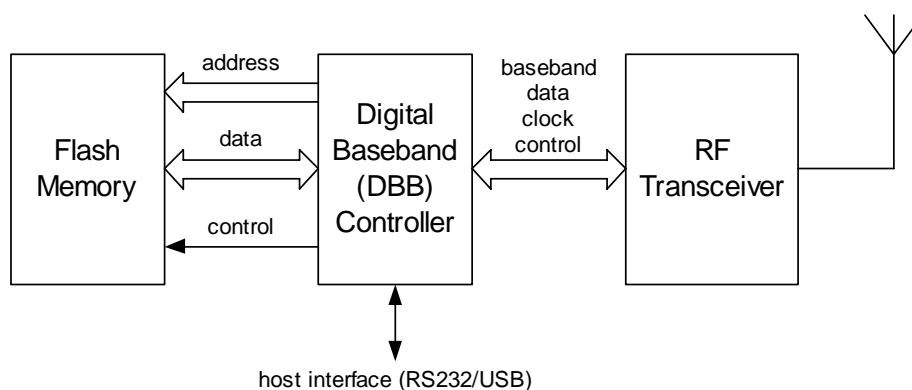 address
data
control
Flash
Memory
Digital
Baseband
(DBB)
Controller
baseband
data
clock
control
RF
Transceiver
host interface (RS232/USB)